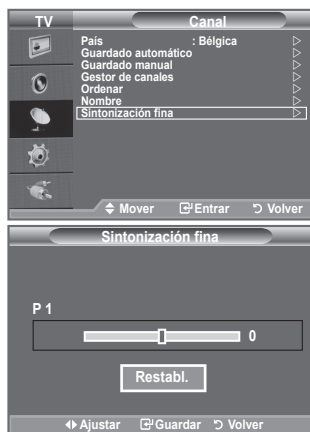 TV Canal
País : Bélgica
Guardado automático
Guardado manual
Gestor de canales
Ordenar
Nombre
Sintonización fina
Mover Entrar Volver
Sintonización fina
P 1
0
Restabl.
Ajustar Guardar Volver